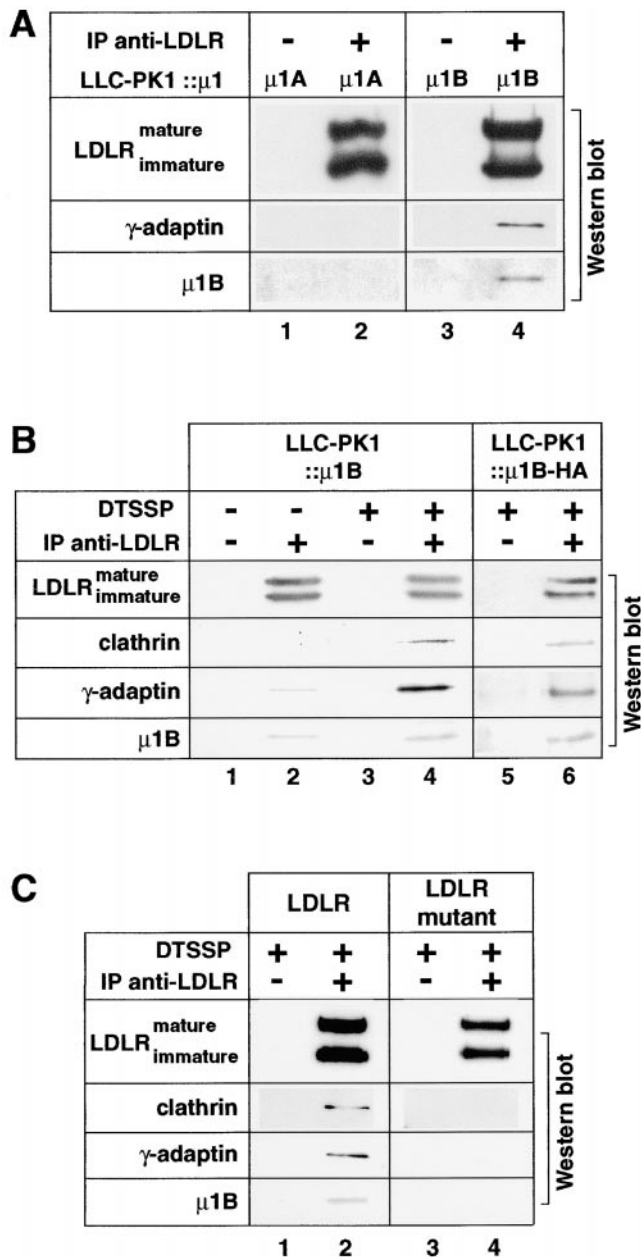 A
IP anti-LDLR - + - +
LLC-PK1 ::μ1 μ1A μ1A μ1B μ1B
LDLR mature
immature
γ-adaptin
μ1B
Western blot
1 2 3 4
B
LLC-PK1 ::μ1B
LLC-PK1 ::μ1B-HA
DTSSP - - + + + +
IP anti-LDLR - + - + - +
LDLR mature
immature
clathrin
γ-adaptin
μ1B
Western blot
1 2 3 4 5 6
C
LDLR
LDLR mutant
DTSSP + + + +
IP anti-LDLR - + - +
LDLR mature
immature
clathrin
γ-adaptin
μ1B
Western blot
1 2 3 4